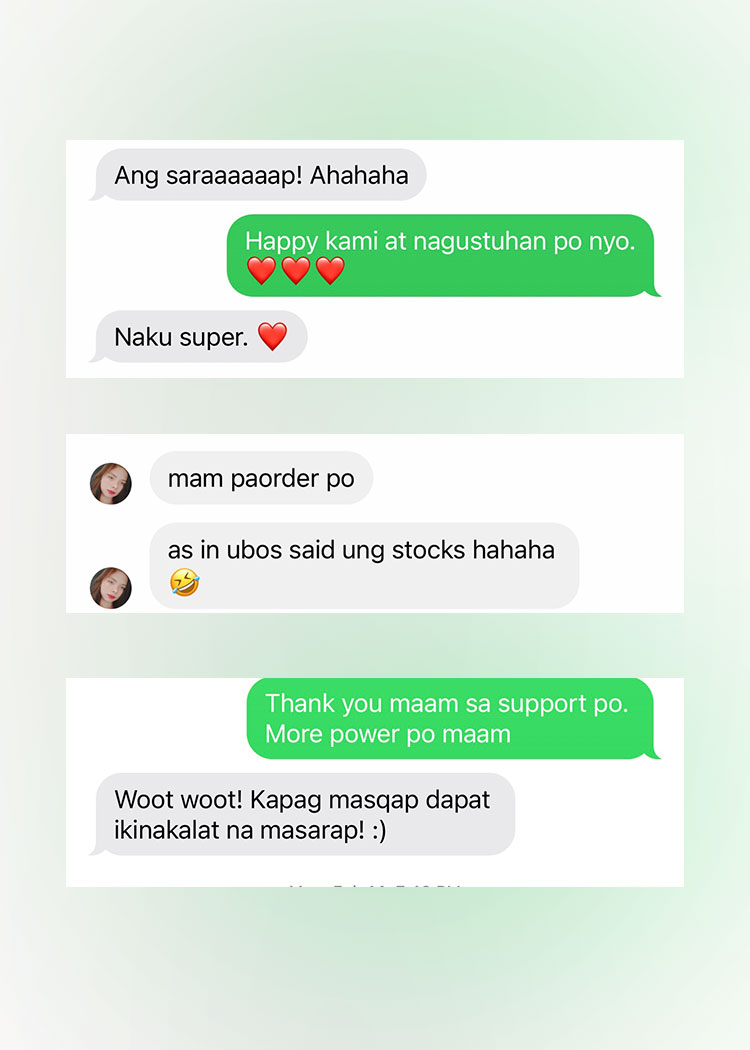 Ang saraaaaaap! Ahahaha
Happy kami at nagustuhan po nyo.
❤️❤️❤️
Naku super. ❤️
mam paorder po
as in ubos said ung stocks hahaha
🤣
Thank you maam sa support po.
More power po maam
Woot woot! Kapag masqap dapat
ikinakalat na masarap! :)